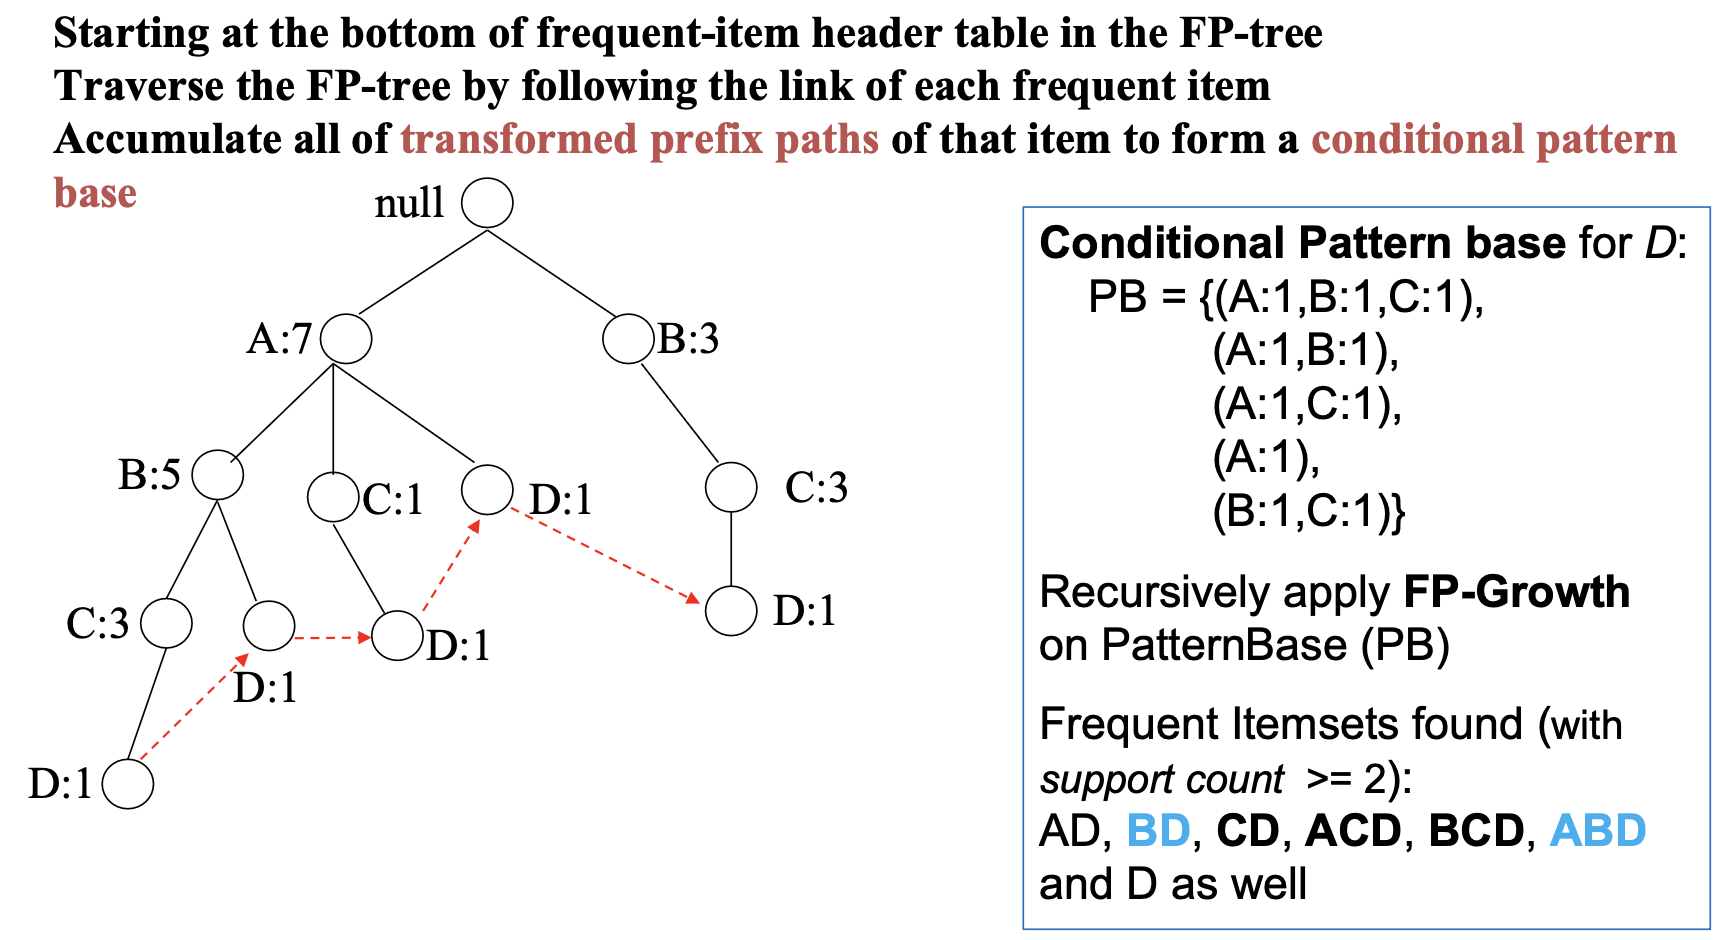 Starting at the bottom of frequent-item header table in the FP-tree
Traverse the FP-tree by following the link of each frequent item
Accumulate all of transformed prefix paths of that item to form a conditional pattern
base
null
A:7
B:3
B:5
C:1
D:1
C:3
C:3
D:1
D:1
D:1
D:1
Conditional Pattern base for D:
PB = {(A:1,B:1,C:1),
(A:1,B:1),
(A:1,C:1),
(A:1),
(B:1,C:1)}
Recursively apply FP-Growth
on PatternBase (PB)
Frequent Itemsets found (with
support count >= 2):
AD, BD, CD, ACD, BCD, ABD
and D as well